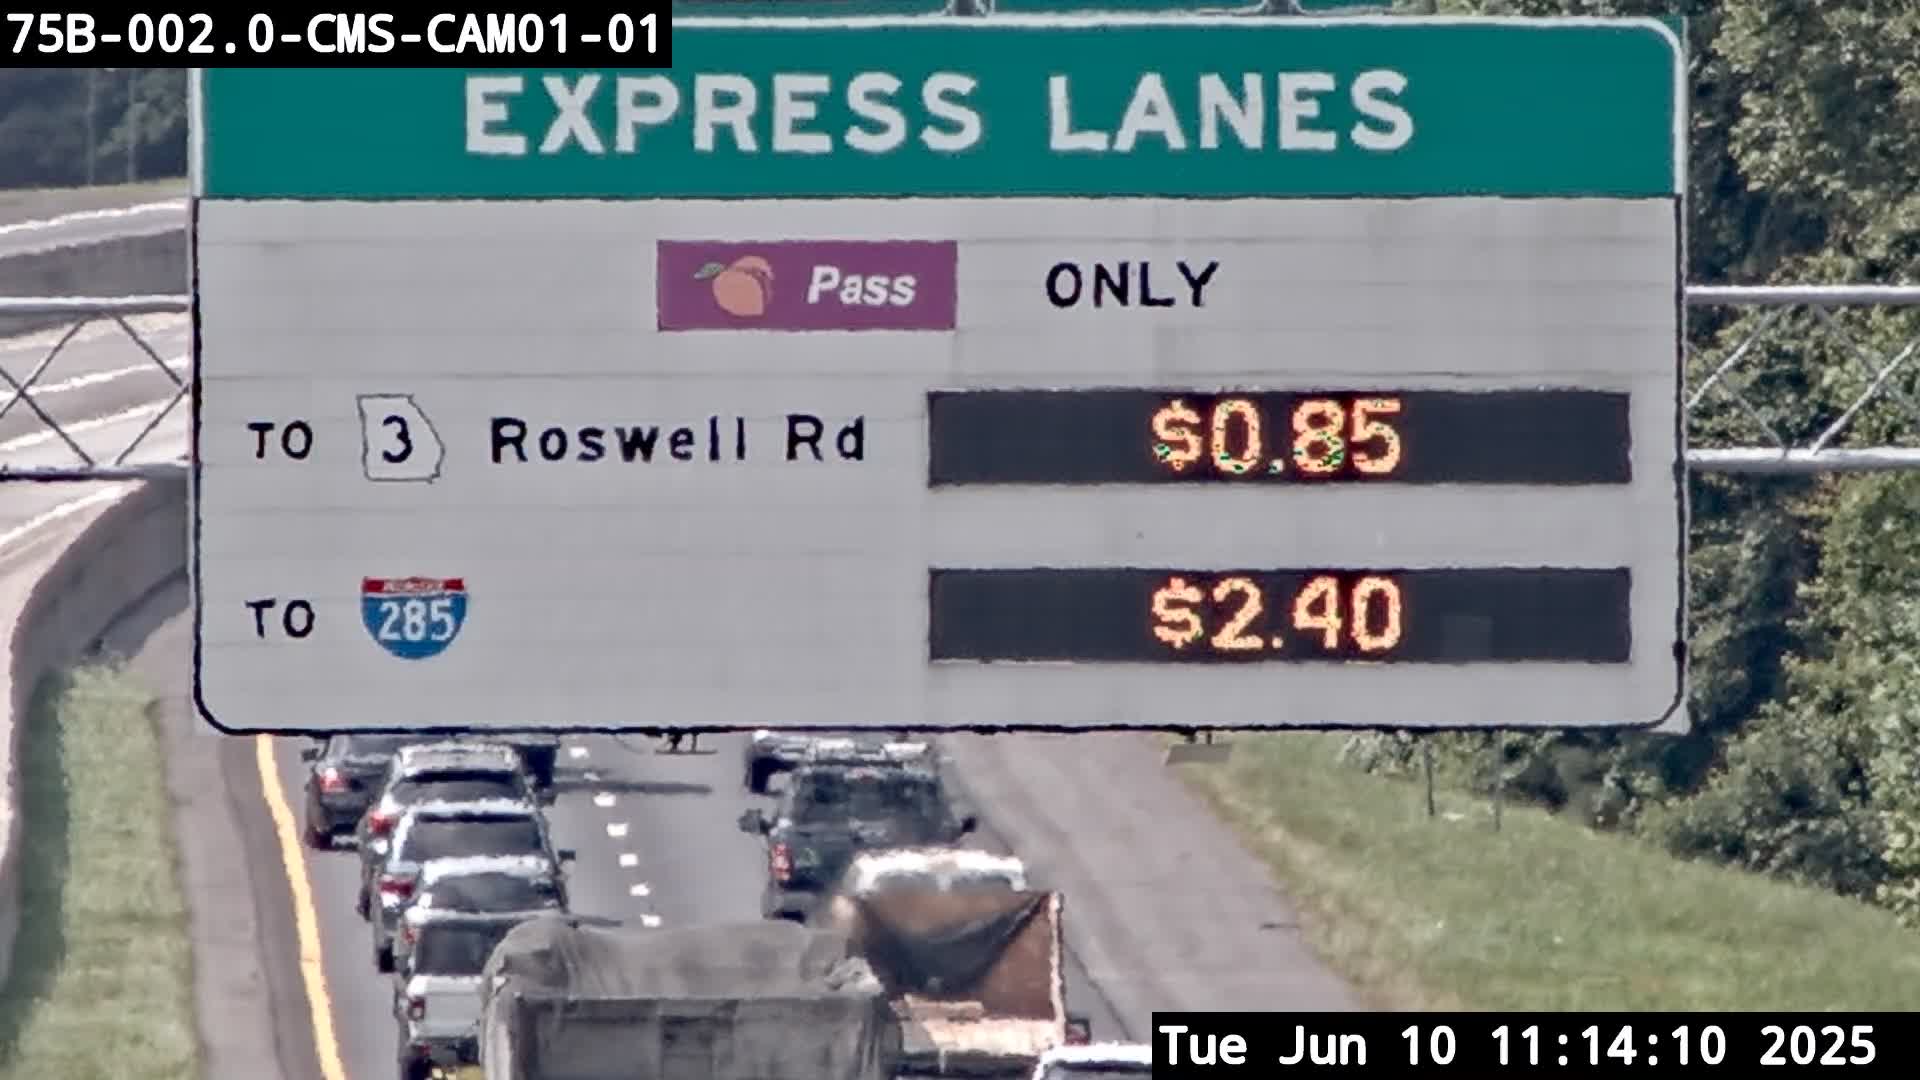 75B-002.0-CMS-CAM01-01
EXPRESS LANES
Pass ONLY
TO 3 Roswell Rd $0.85
TO 285 $2.40
Tue Jun 10 11:14:10 2025